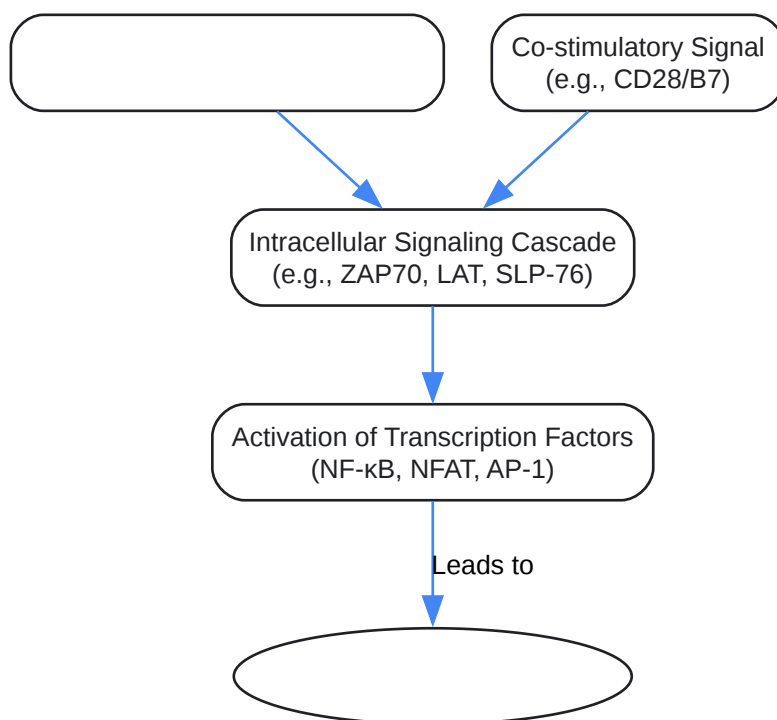 Co-stimulatory Signal
(e.g., CD28/B7)
Intracellular Signaling Cascade
(e.g., ZAP70, LAT, SLP-76)
Activation of Transcription Factors
(NF-κB, NFAT, AP-1)
Leads to